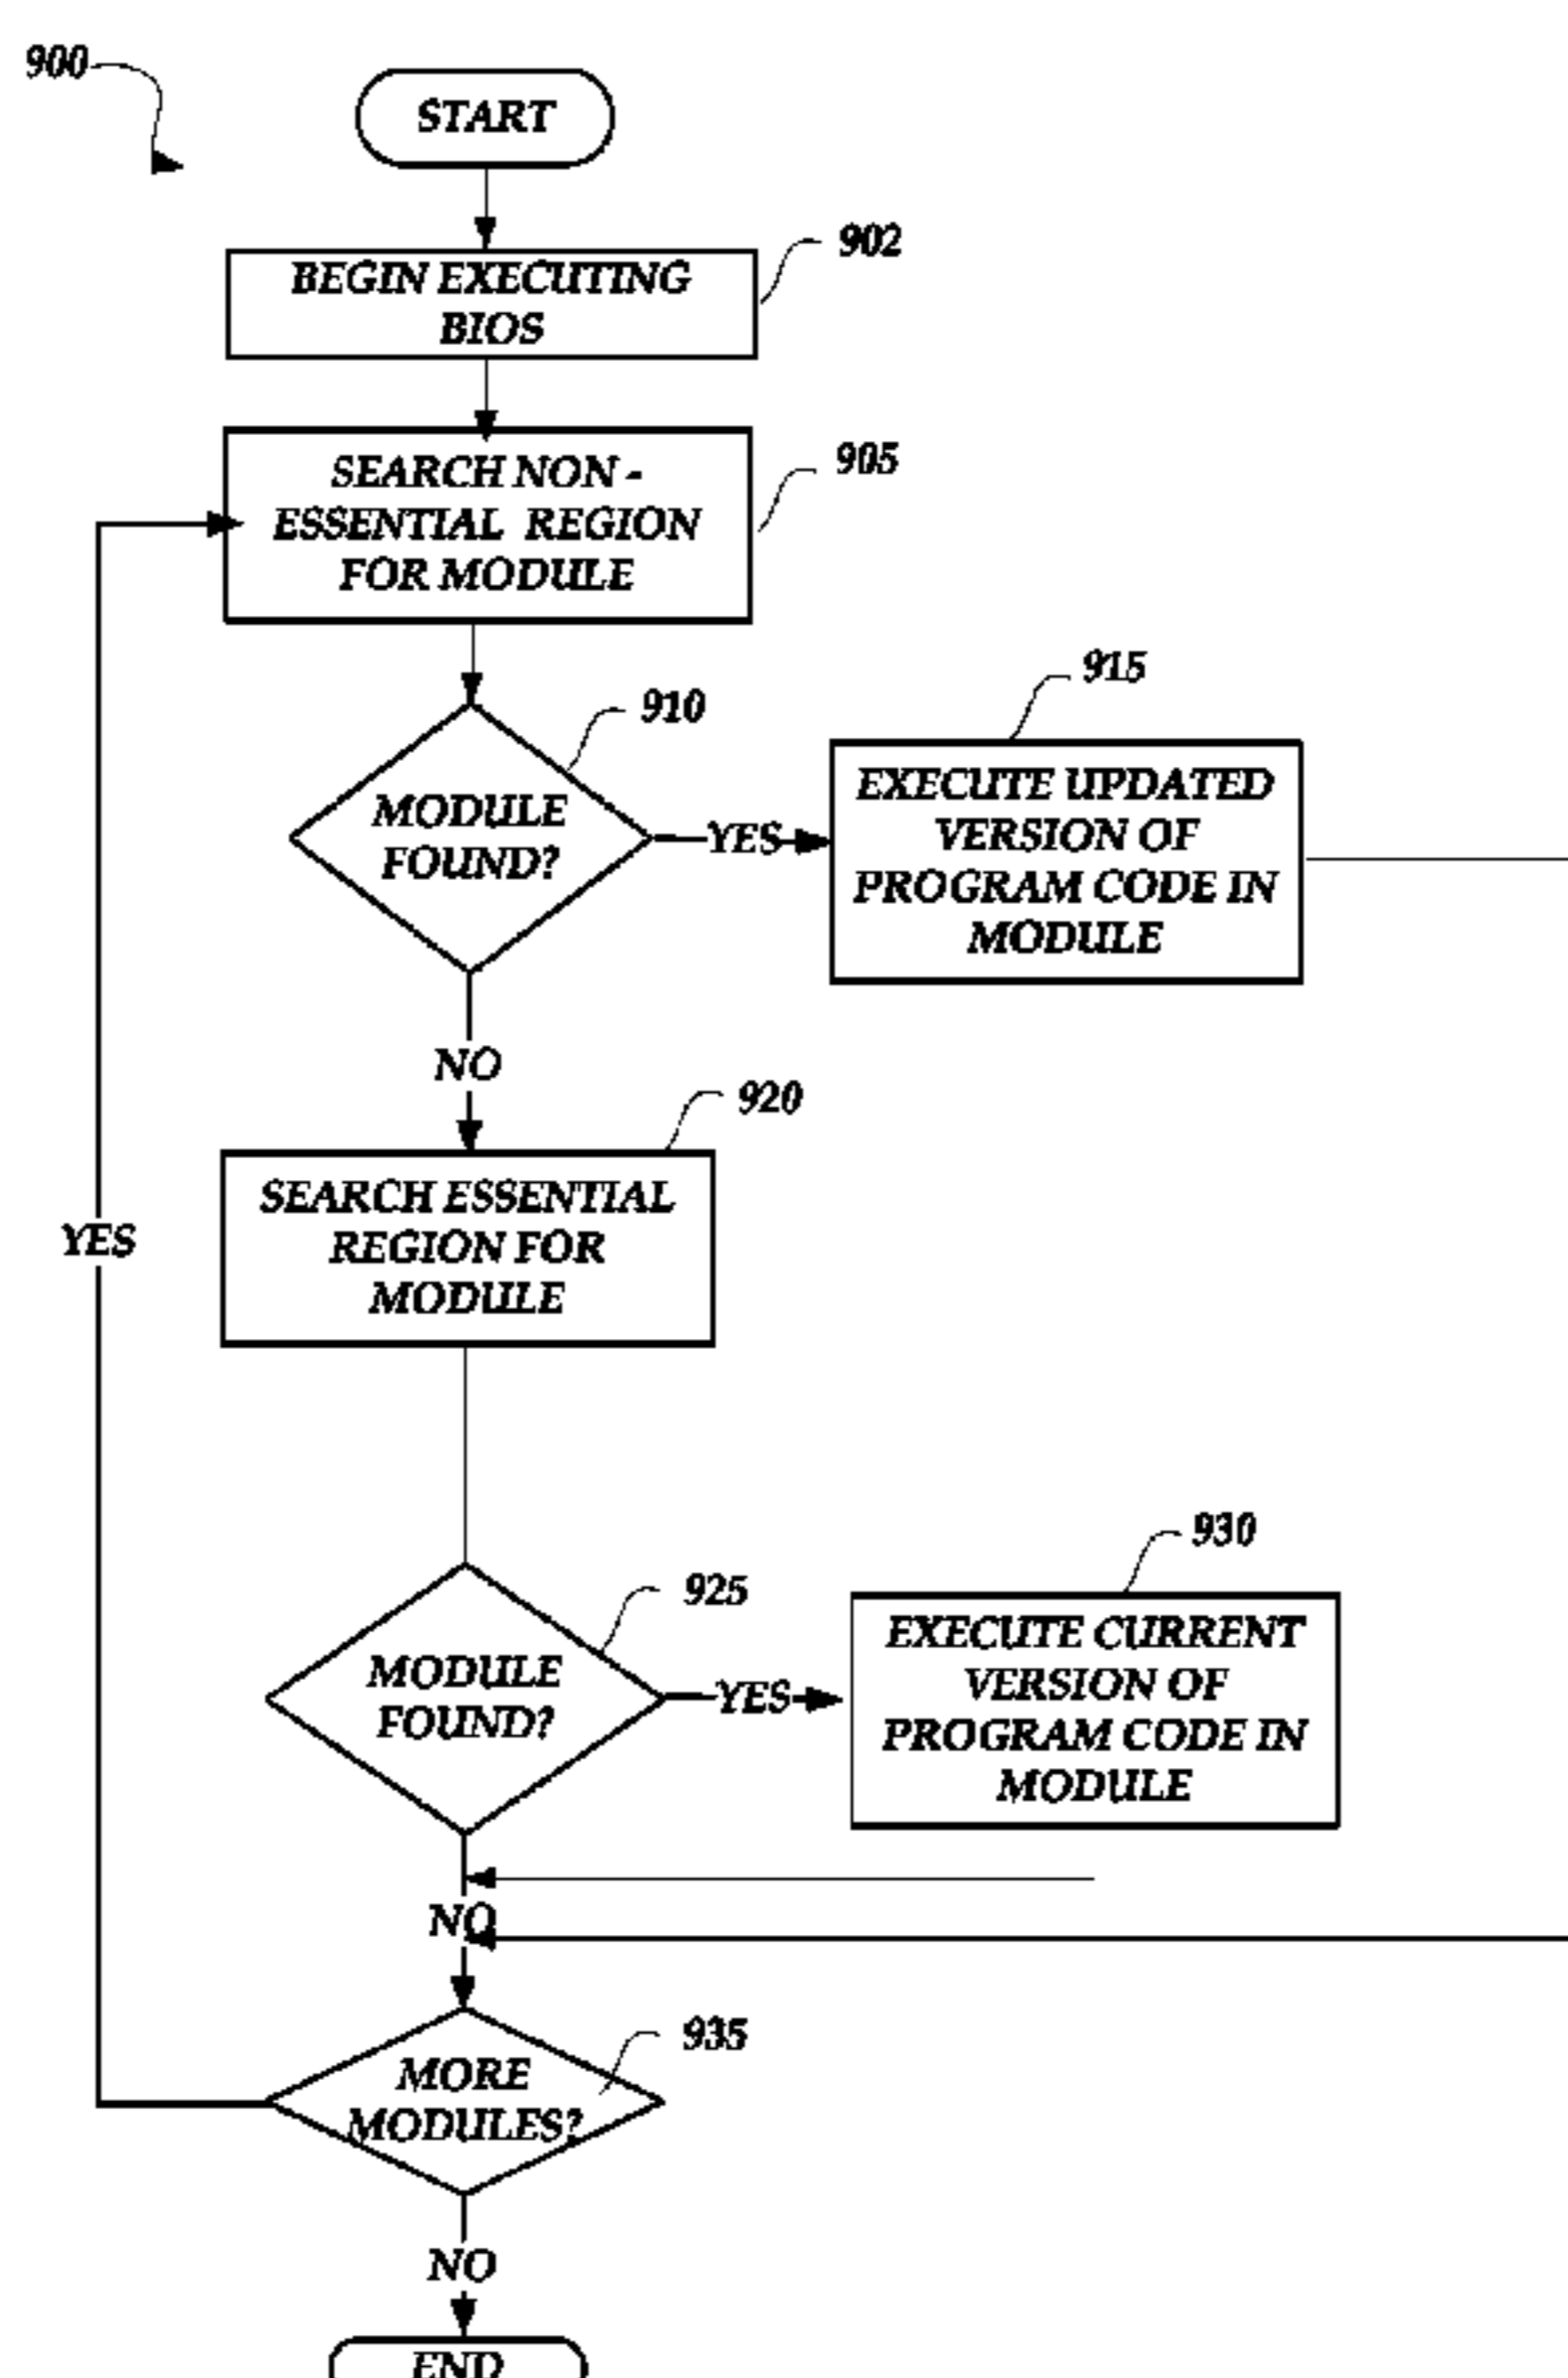 900
START
902
BEGIN EXECUTING
BIOS
905
SEARCH NON -
ESSENTIAL REGION
FOR MODULE
910
MODULE
FOUND?
YES
915
EXECUTE UPDATED
VERSION OF
PROGRAM CODE IN
MODULE
NO
920
SEARCH ESSENTIAL
REGION FOR
MODULE
YES
925
MODULE
FOUND?
YES
930
EXECUTE CURRENT
VERSION OF
PROGRAM CODE IN
MODULE
NO
935
MORE
MODULES?
NO
END